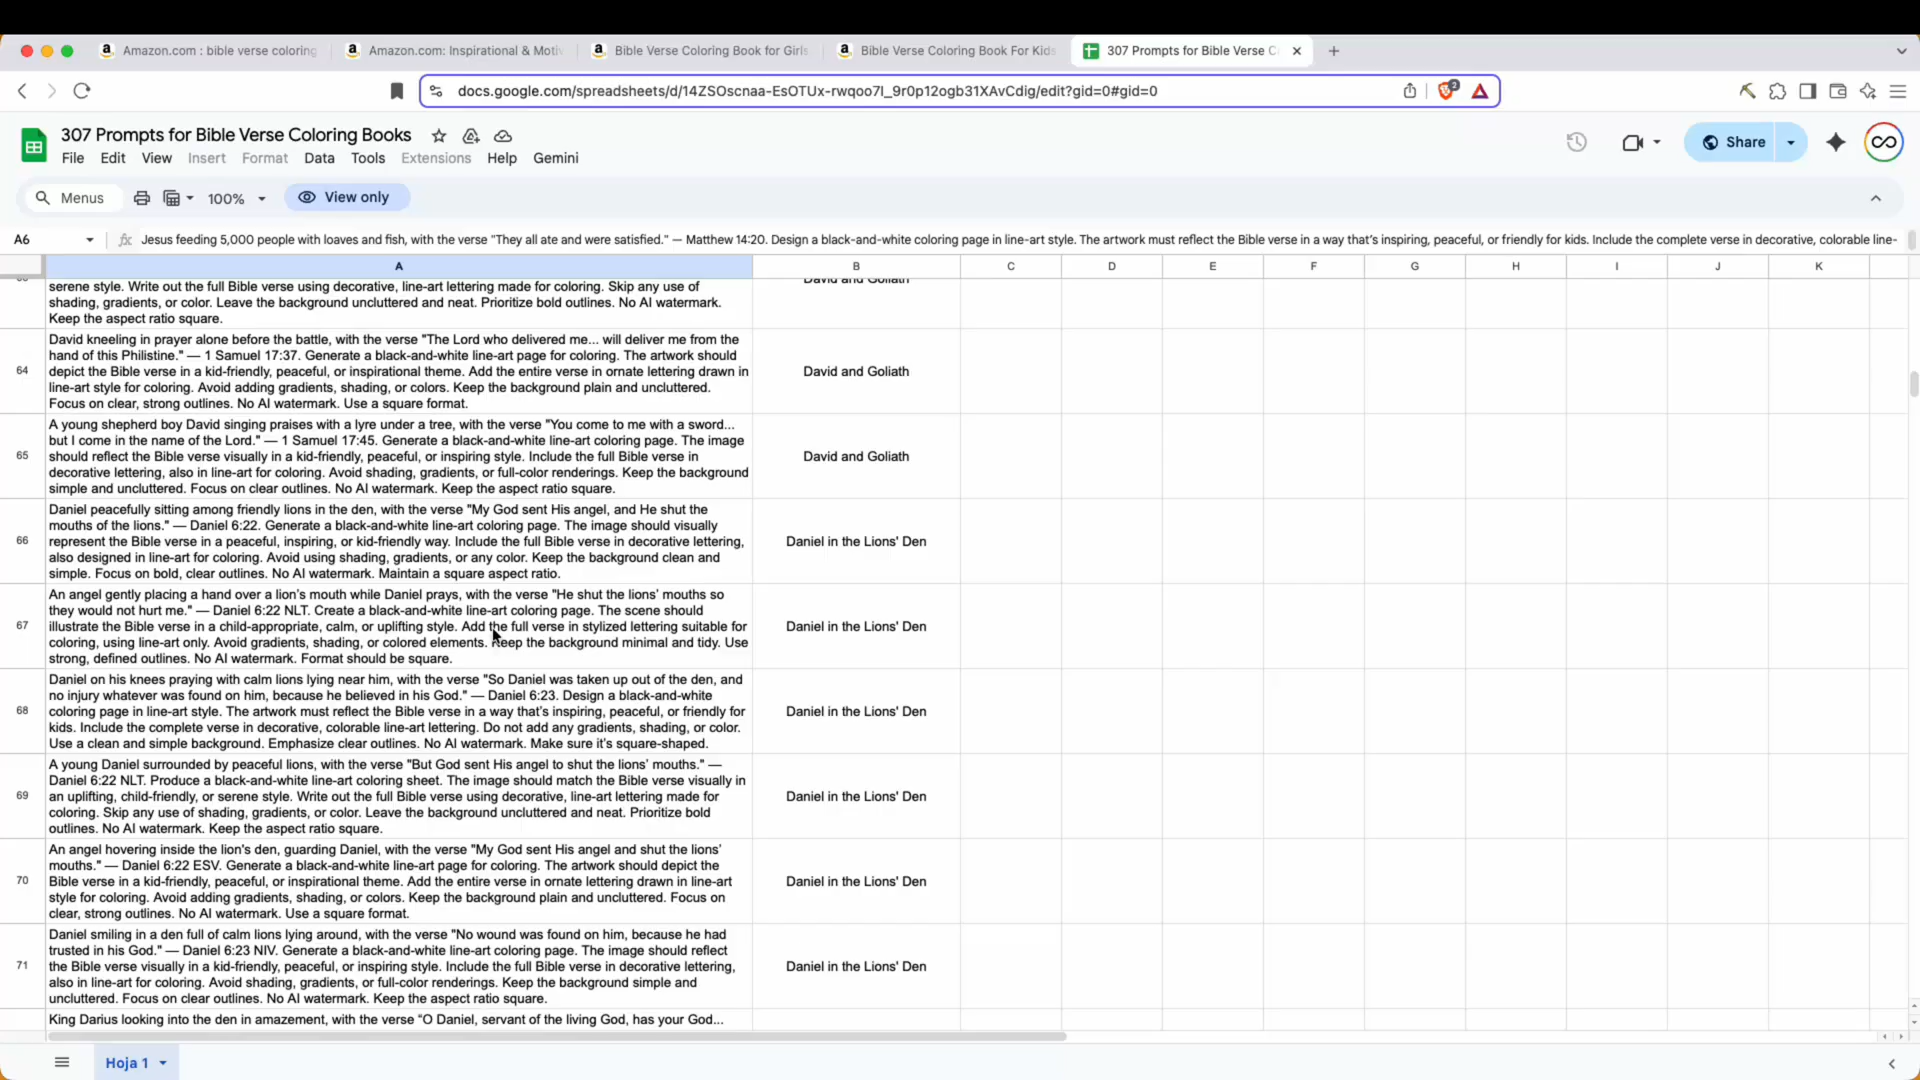 Amazon.com : bible verse coloring
Amazon.com: Inspirational & Moti
Bible Verse Coloring Book for Girls
Bible Verse Coloring Book For Kids
307 Prompts for Bible Verse C
docs.google.com/spreadsheets/d/14ZSOscnaa-EsOTUx-rwqoo7I_9r0p12ogb31XAvCdig/edit?gid=0#gid=0
2
307 Prompts for Bible Verse Coloring Books
File Edit View Insert Format Data Tools Extensions Help Gemini
Share
Menus
100%
View only
A6
fx
Jesus feeding 5,000 people with loaves and fish, with the verse "They all ate and were satisfied." — Matthew 14:20. Design a black-and-white coloring page in line-art style. The artwork must reflect the Bible verse in a way that’s inspiring, peaceful, or friendly for kids. Include the complete verse in decorative, colorable line-
A B C D E F G H I J K
serene style. Write out the full Bible verse using decorative, line-art lettering made for coloring. Skip any use of
shading, gradients, or color. Leave the background uncluttered and neat. Prioritize bold outlines. No AI watermark.
Keep the aspect ratio square.
David and Goliath
64
David kneeling in prayer alone before the battle, with the verse "The Lord who delivered me... will deliver me from the
hand of this Philistine." — 1 Samuel 17:37. Generate a black-and-white line-art page for coloring. The artwork should
depict the Bible verse in a kid-friendly, peaceful, or inspirational theme. Add the entire verse in ornate lettering drawn in
line-art style for coloring. Avoid adding gradients, shading, or colors. Keep the background plain and uncluttered.
Focus on clear, strong outlines. No AI watermark. Use a square format.
David and Goliath
65
A young shepherd boy David singing praises with a lyre under a tree, with the verse "You come to me with a sword...
but I come in the name of the Lord." — 1 Samuel 17:45. Generate a black-and-white line-art coloring page. The image
should reflect the Bible verse visually in a kid-friendly, peaceful, or inspiring style. Include the full Bible verse in
decorative lettering, also in line-art for coloring. Avoid shading, gradients, or full-color renderings. Keep the background
simple and uncluttered. Focus on clear outlines. No AI watermark. Keep the aspect ratio square.
David and Goliath
66
Daniel peacefully sitting among friendly lions in the den, with the verse "My God sent His angel, and He shut the
mouths of the lions." — Daniel 6:22. Generate a black-and-white line-art coloring page. The image should visually
represent the Bible verse in a peaceful, inspiring, or kid-friendly way. Include the full Bible verse in decorative lettering,
also designed in line-art for coloring. Avoid using shading, gradients, or any color. Keep the background clean and
simple. Focus on bold, clear outlines. No AI watermark. Maintain a square aspect ratio.
Daniel in the Lions' Den
67
An angel gently placing a hand over a lion’s mouth while Daniel prays, with the verse "He shut the lions’ mouths so
they would not hurt me." — Daniel 6:22 NLT. Create a black-and-white line-art coloring page. The scene should
illustrate the Bible verse in a child-appropriate, calm, or uplifting style. Add the full verse in stylized lettering suitable for
coloring, using line-art only. Avoid gradients, shading, or colored elements. Keep the background minimal and tidy. Use
strong, defined outlines. No AI watermark. Format should be square.
Daniel in the Lions' Den
68
Daniel on his knees praying with calm lions lying near him, with the verse "So Daniel was taken up out of the den, and
no injury whatever was found on him, because he believed in his God." — Daniel 6:23. Design a black-and-white
coloring page in line-art style. The artwork must reflect the Bible verse in a way that’s inspiring, peaceful, or friendly for
kids. Include the complete verse in decorative, colorable line-art lettering. Do not add any gradients, shading, or color.
Use a clean and simple background. Emphasize clear outlines. No AI watermark. Make sure it’s square-shaped.
Daniel in the Lions' Den
69
A young Daniel surrounded by peaceful lions, with the verse "But God sent His angel to shut the lions’ mouths." —
Daniel 6:22 NLT. Produce a black-and-white line-art coloring sheet. The image should match the Bible verse visually in
an uplifting, child-friendly, or serene style. Write out the full Bible verse using decorative, line-art lettering made for
coloring. Skip any use of shading, gradients, or color. Leave the background uncluttered and neat. Prioritize bold
outlines. No AI watermark. Keep the aspect ratio square.
Daniel in the Lions' Den
70
An angel hovering inside the lion's den, guarding Daniel, with the verse "My God sent His angel and shut the lions’
mouths." — Daniel 6:22 ESV. Generate a black-and-white line-art page for coloring. The artwork should depict the
Bible verse in a kid-friendly, peaceful, or inspirational theme. Add the entire verse in ornate lettering drawn in line-art
style for coloring. Avoid adding gradients, shading, or colors. Keep the background plain and uncluttered. Focus on
clear, strong outlines. No AI watermark. Use a square format.
Daniel in the Lions' Den
71
Daniel smiling in a den full of calm lions lying around, with the verse "No wound was found on him, because he had
trusted in his God." — Daniel 6:23 NIV. Generate a black-and-white line-art coloring page. The image should reflect
the Bible verse visually in a kid-friendly, peaceful, or inspiring style. Include the full Bible verse in decorative lettering,
also in line-art for coloring. Avoid shading, gradients, or full-color renderings. Keep the background simple and
uncluttered. Focus on clear outlines. No AI watermark. Keep the aspect ratio square.
Daniel in the Lions' Den
King Darius looking into the den in amazement, with the verse "O Daniel, servant of the living God, has your God...
Hoja 1